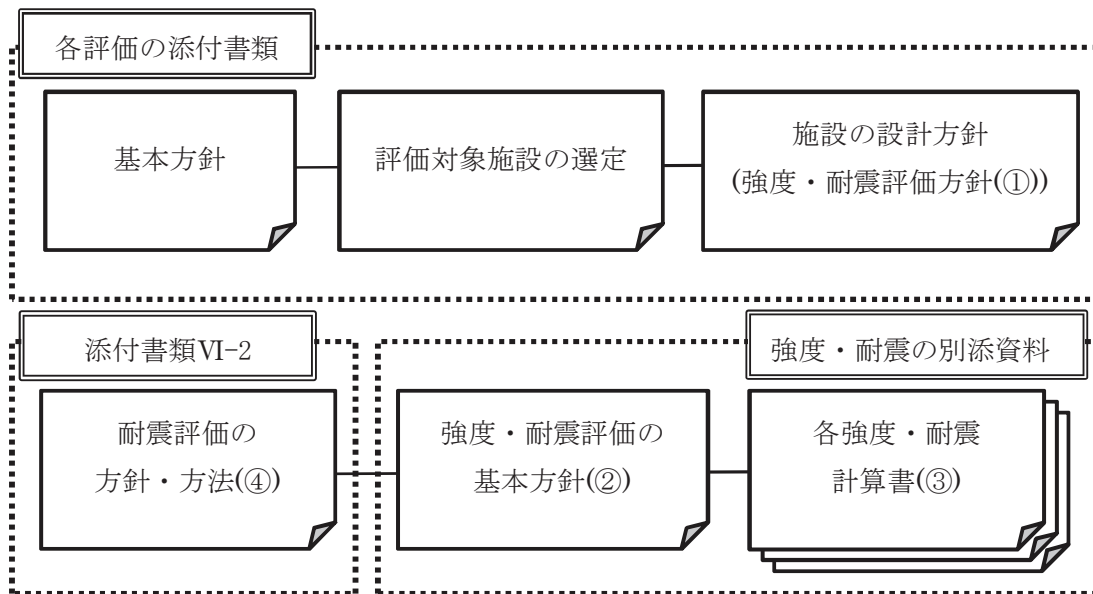 各評価の添付書類
基本方針
評価対象施設の選定
施設の設計方針
(強度・耐震評価方針(①))
添付書類Ⅵ-2
強度・耐震の別添資料
耐震評価の
方針・方法(④)
強度・耐震評価の
基本方針(②)
各強度・耐震
計算書(③)